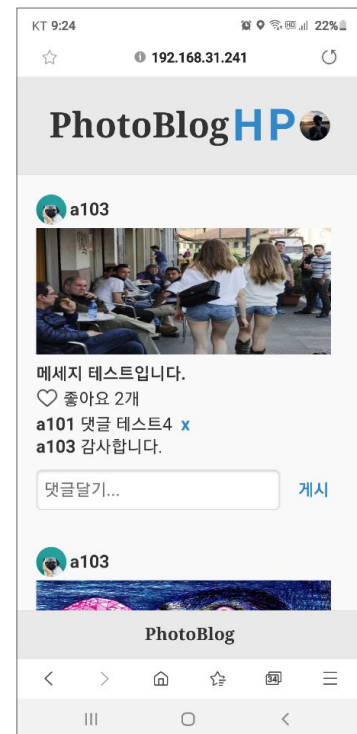 KT 9:24 22%
192.168.31.241
PhotoBlog HP
a103
메세지 테스트입니다.
좋아요 2개
a101 댓글 테스트4 x
a103 감사합니다.
댓글달기... 게시
a103
PhotoBlog
34